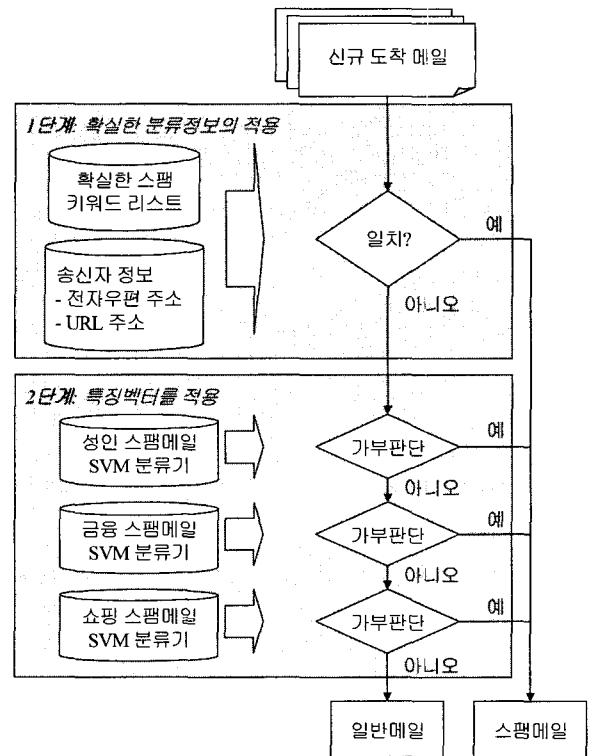 신규 도착 메일
1단계: 확실한 분류정보의 적용
확실한 스팸
키워드 리스트
송신자 정보
- 전자우편 주소
- URL 주소
일치?
예
아니오
2단계: 특징벡터를 적용
성인 스팸메일
SVM 분류기
가부판단
예
아니오
금융 스팸메일
SVM 분류기
가부판단
예
아니오
쇼핑 스팸메일
SVM 분류기
가부판단
예
아니오
일반메일
스팸메일